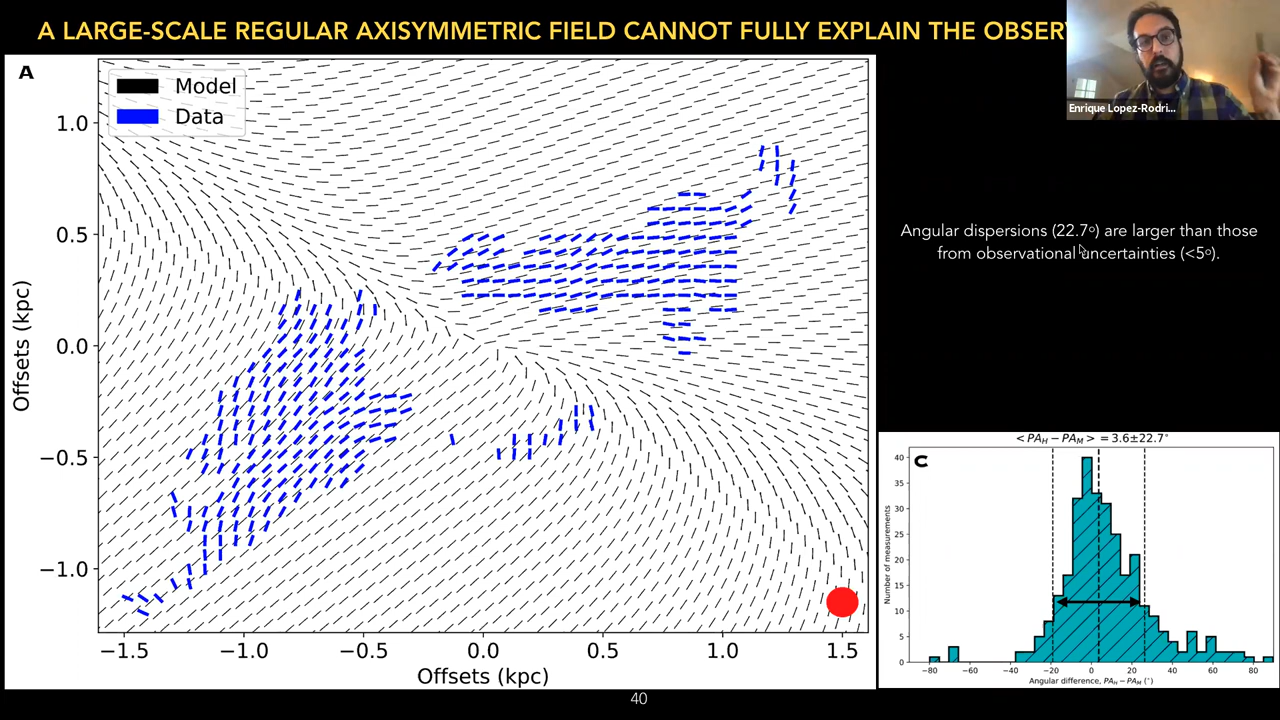 A LARGE-SCALE REGULAR AXISYMMETRIC FIELD CANNOT FULLY EXPLAIN THE OBSER
Enrique Lopez-Rodri...
A
Model
Data
1.0
0.5
0.0
−0.5
−1.0
Offsets (kpc)
−1.5
−1.0
−0.5
0.0
0.5
1.0
1.5
Offsets (kpc)
Angular dispersions (22.7º) are larger than those
from observational uncertainties (<5º).
< PA_H − PA_M > = 3.6±22.7°
C
40
35
30
25
20
15
10
5
0
Number of measurements
−80
−60
−40
−20
0
20
40
60
80
Angular difference, PA_H − PA_M (°)
40